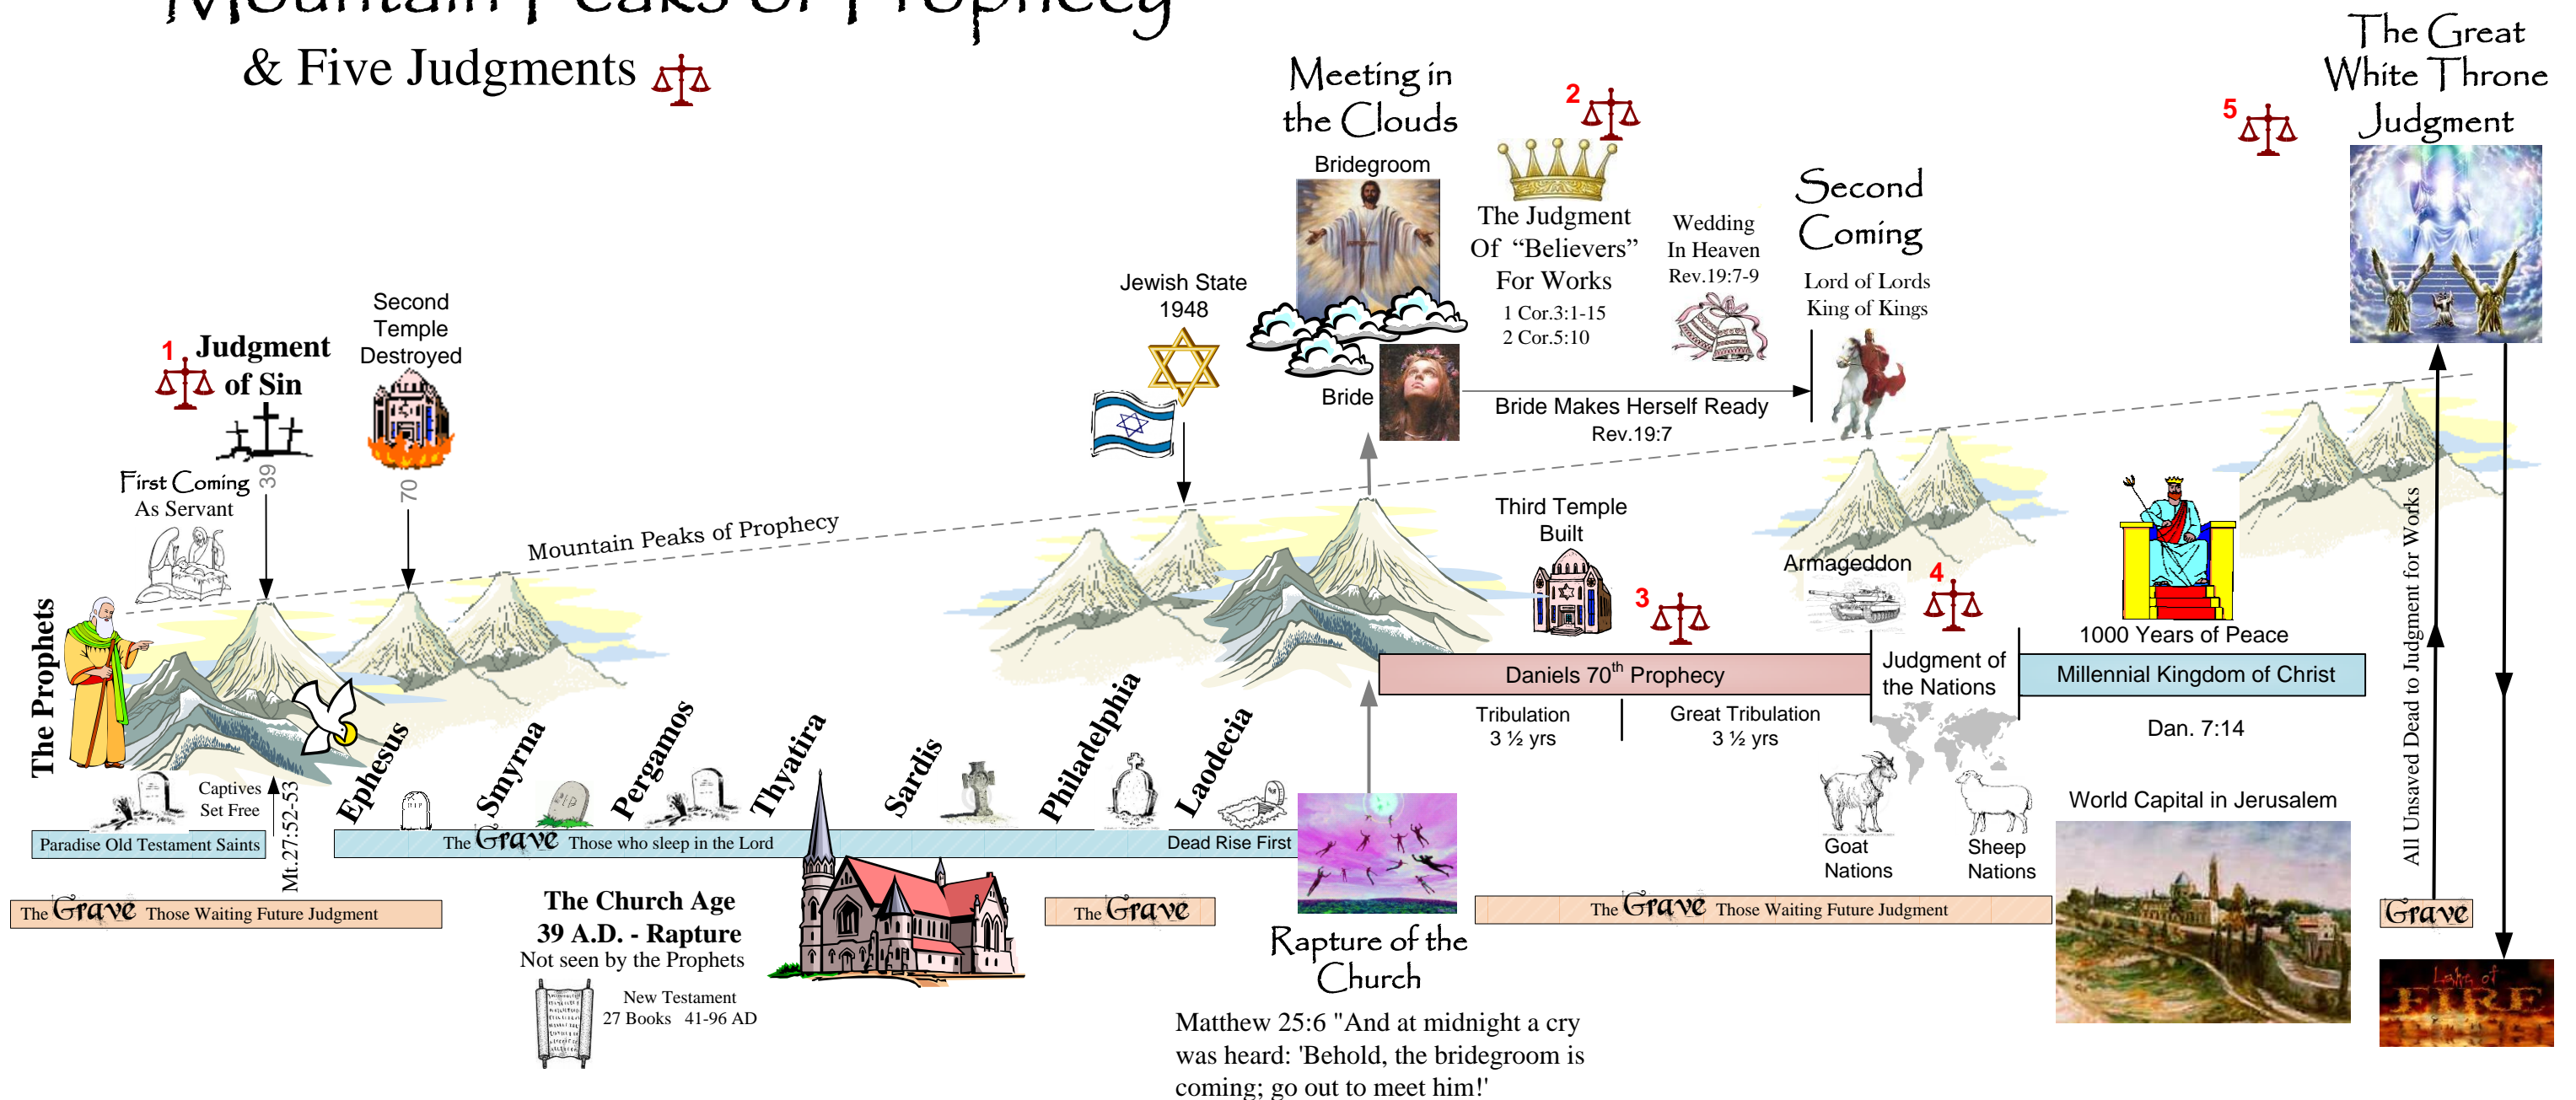 Mountain Peaks of Prophecy
& Five Judgments
The Great
White Throne
Judgment
5
Meeting in
the Clouds
Bridegroom
2
The Judgment
Of “Believers”
For Works
1 Cor.3:1-15
2 Cor.5:10
Wedding
In Heaven
Rev.19:7-9
Second
Coming
Lord of Lords
King of Kings
Jewish State
1948
Bride
Bride Makes Herself Ready
Rev.19:7
1
Judgment
of Sin
39
Second
Temple
Destroyed
70
First Coming
As Servant
Mountain Peaks of Prophecy
The Prophets
Third Temple
Built
3
Armageddon
4
Daniels 70th Prophecy
Tribulation
3 ½ yrs
Great Tribulation
3 ½ yrs
Judgment of
the Nations
1000 Years of Peace
Millennial Kingdom of Christ
Dan. 7:14
World Capital in Jerusalem
Goat
Nations
Sheep
Nations
All Unsaved Dead to Judgment for Works
Captives
Set Free
Mt.27:52-53
Ephesus
Smyrna
Pergamos
Thyatira
Sardis
Philadelphia
Laodecia
RIP
RIP
Paradise Old Testament Saints
The Grave Those who sleep in the Lord
Dead Rise First
The Grave Those Waiting Future Judgment
The Grave
The Grave Those Waiting Future Judgment
Grave
The Church Age
39 A.D. - Rapture
Not seen by the Prophets
New Testament
27 Books 41-96 AD
Rapture of the
Church
Matthew 25:6 "And at midnight a cry
was heard: 'Behold, the bridegroom is
coming; go out to meet him!'
Lake of
FIRE